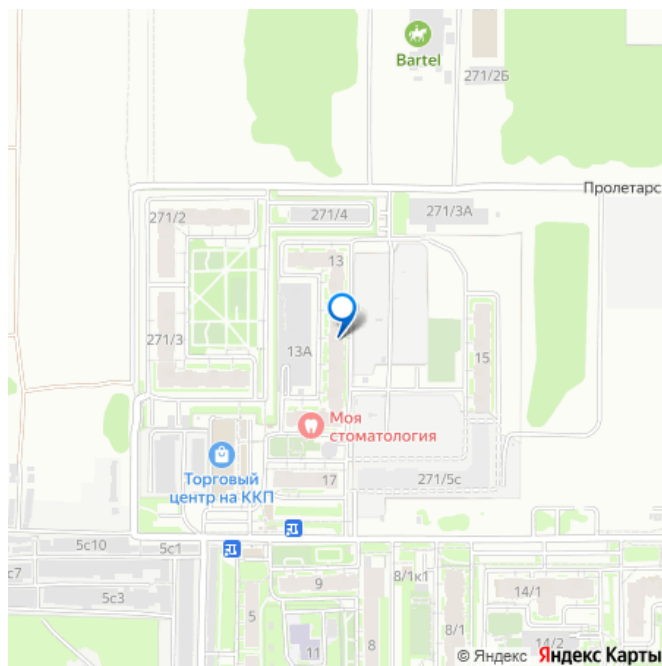 Bartel
271/2Б
Пролетарс
271/2
271/4
271/3А
13
271/3
13А
15
Моя
стоматология
Торговый
центр на ККП
17
271/5с
5с10
5с1
8/1к1
с7
9
14/1
5с3
5
11
8
8/1
14/2
© Яндекс Яндекс Карты